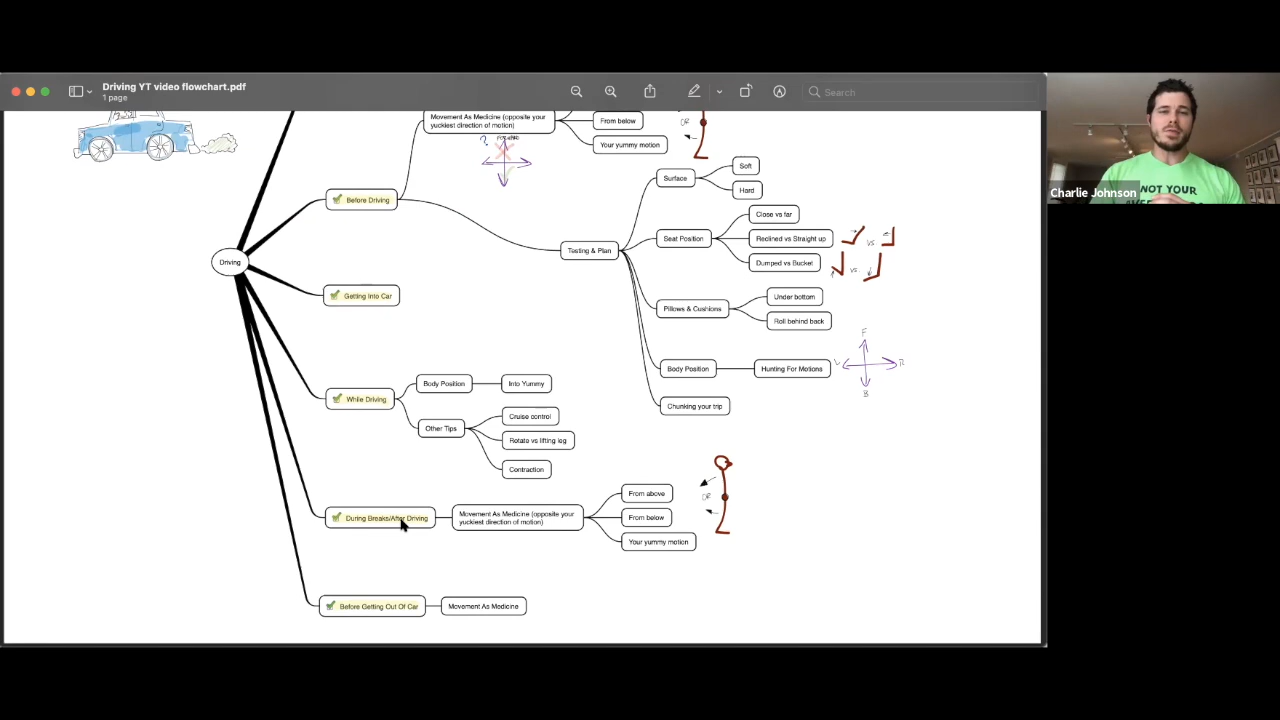 Driving YT video flowchart.pdf
1 page
Search
Movement As Medicine (opposite your
yuckiest direction of motion)
From below
Your yummy motion
OR
?
FORWARD
Before Driving
Surface
Soft
Hard
Testing & Plan
Seat Position
Close vs far
Reclined vs Straight up
Dumped vs Bucket
VS
VS
Driving
Getting Into Car
Pillows & Cushions
Under bottom
Roll behind back
Body Position
Hunting For Motions
F
L
R
B
Chunking your trip
While Driving
Body Position
Into Yummy
Other Tips
Cruise control
Rotate vs lifting leg
Contraction
During Breaks/After Driving
Movement As Medicine (opposite your
yuckiest direction of motion)
From above
From below
Your yummy motion
OR
Before Getting Out Of Car
Movement As Medicine
Charlie Johnson
NOT YOUR